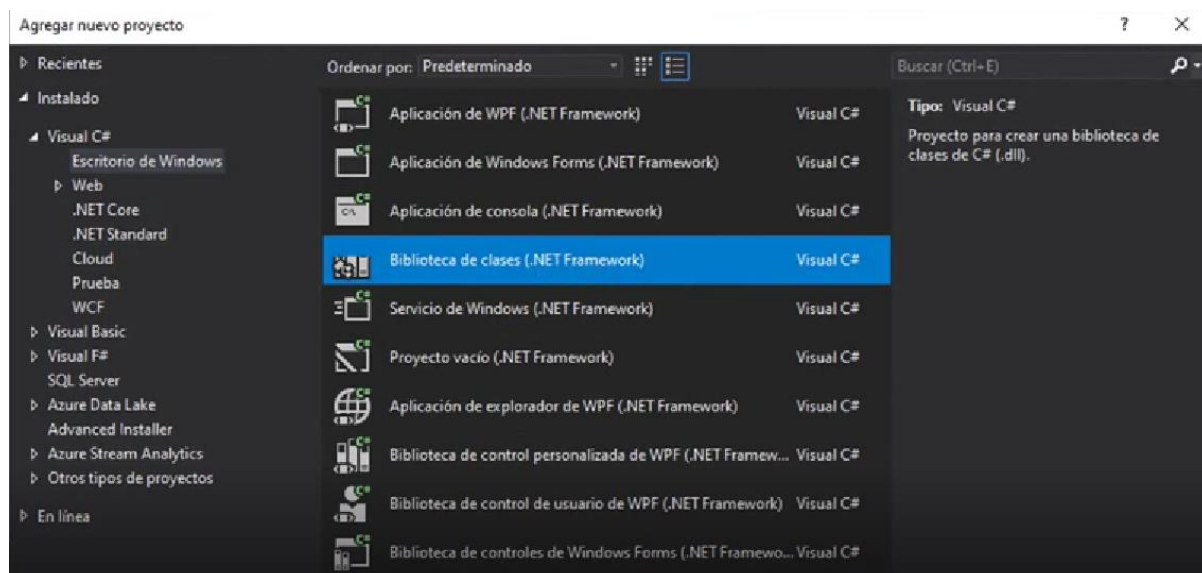 Agregar nuevo proyecto
?
Recientes
Instalado
Visual C#
Escritorio de Windows
Web
.NET Core
.NET Standard
Cloud
Prueba
WCF
Visual Basic
Visual F#
SQL Server
Azure Data Lake
Advanced Installer
Azure Stream Analytics
Otros tipos de proyectos
En línea
Ordenar por: Predeterminado
Aplicación de WPF (.NET Framework) Visual C#
Aplicación de Windows Forms (.NET Framework) Visual C#
Aplicación de consola (.NET Framework) Visual C#
Biblioteca de clases (.NET Framework) Visual C#
Servicio de Windows (.NET Framework) Visual C#
Proyecto vacío (.NET Framework) Visual C#
Aplicación de explorador de WPF (.NET Framework) Visual C#
Biblioteca de control personalizada de WPF (.NET Framew... Visual C#
Biblioteca de control de usuario de WPF (.NET Framework) Visual C#
Biblioteca de controles de Windows Forms (.NET Framewo... Visual C#
Buscar (Ctrl+E)
Tipo: Visual C#
Proyecto para crear una biblioteca de
clases de C# (.dll).